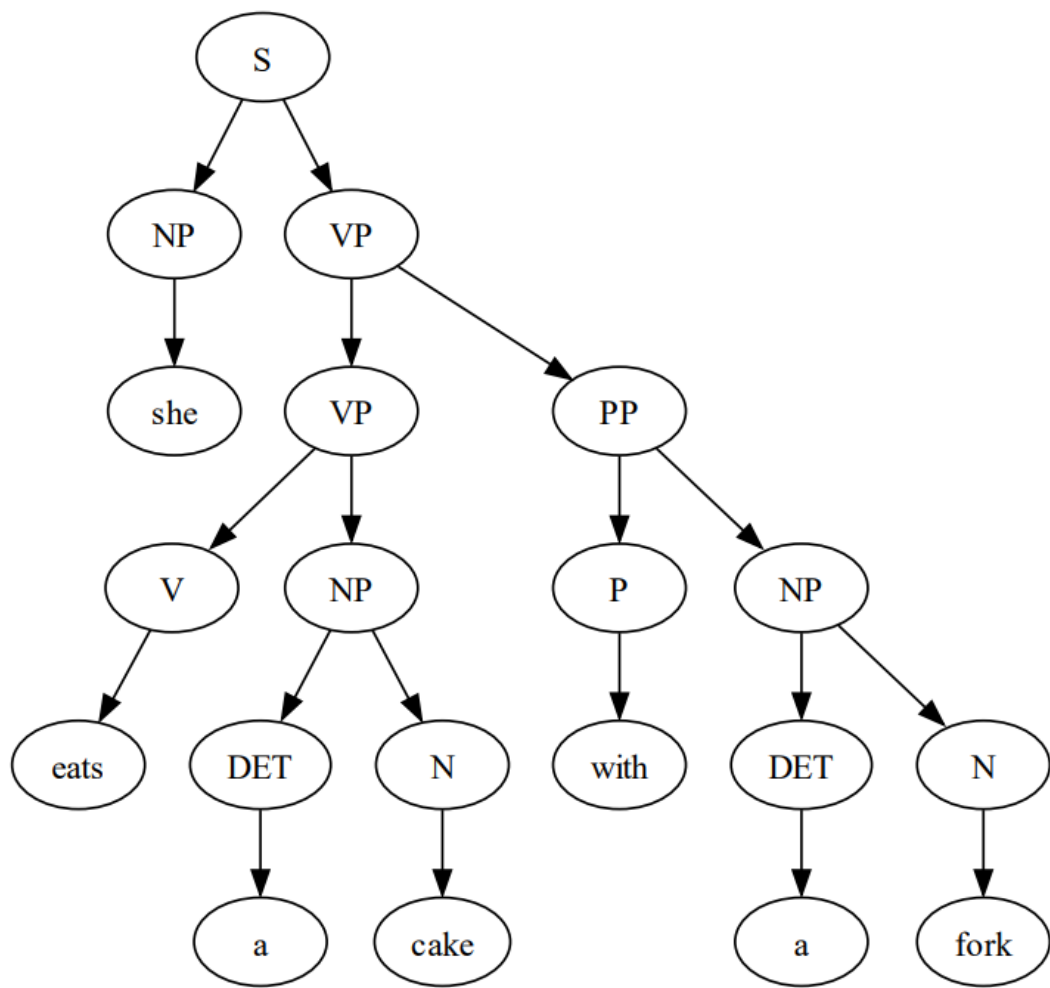 S
NP VP
she VP PP
V NP P NP
eats DET N with DET N
a cake a fork